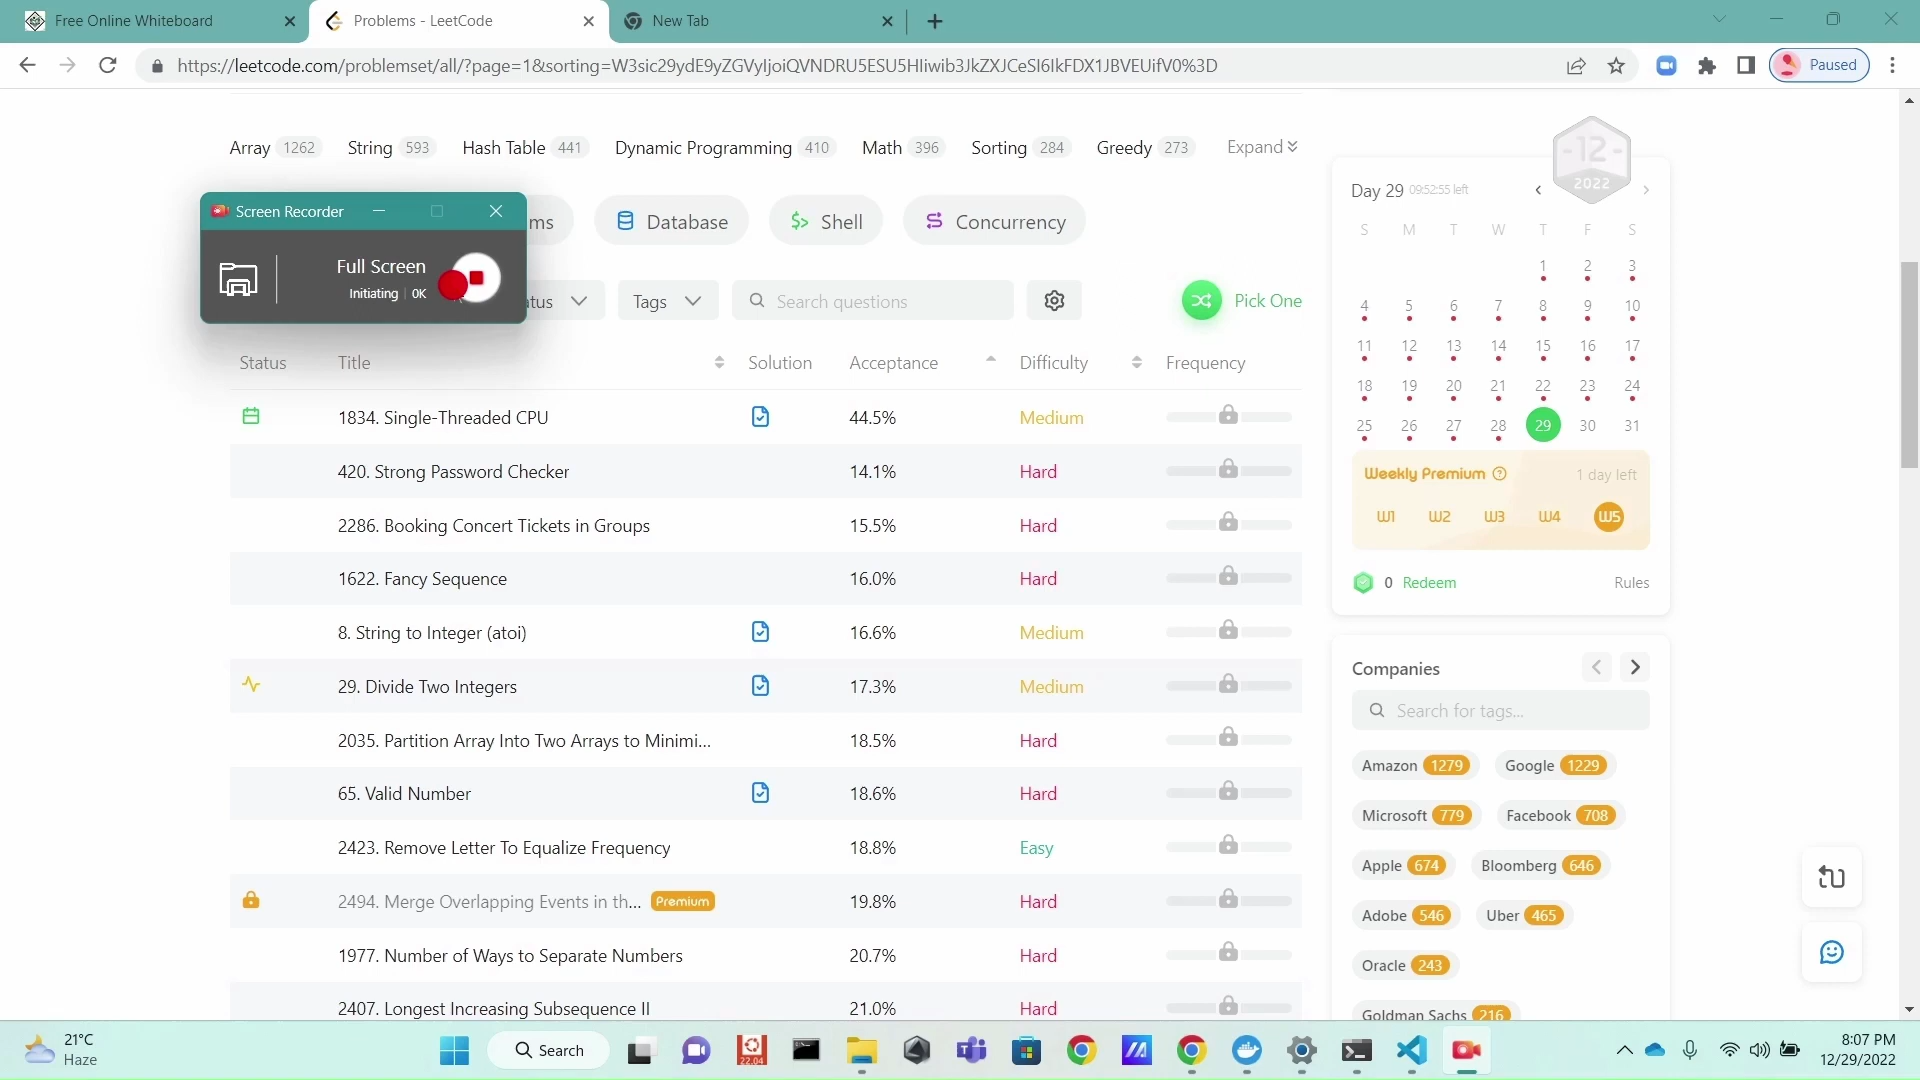 Free Online Whiteboard
Problems - LeetCode
New Tab
https://leetcode.com/problemset/all/?page=1&sorting=W3sic29ydE9yZGVyIjoiQVNDRU5ESU5HIiwib3JkZXJCeSI6IkFDX1JBVEUifV0%3D
Paused
Array 1262 String 593 Hash Table 441 Dynamic Programming 410 Math 396 Sorting 284 Greedy 273 Expand
Screen Recorder
Full Screen
Initiating 0K
ms Database Shell Concurrency
atus Tags Search questions Pick One
Status Title Solution Acceptance Difficulty Frequency
1834. Single-Threaded CPU 44.5% Medium
420. Strong Password Checker 14.1% Hard
2286. Booking Concert Tickets in Groups 15.5% Hard
1622. Fancy Sequence 16.0% Hard
8. String to Integer (atoi) 16.6% Medium
29. Divide Two Integers 17.3% Medium
2035. Partition Array Into Two Arrays to Minimi... 18.5% Hard
65. Valid Number 18.6% Hard
2423. Remove Letter To Equalize Frequency 18.8% Easy
2494. Merge Overlapping Events in th... Premium 19.8% Hard
1977. Number of Ways to Separate Numbers 20.7% Hard
2407. Longest Increasing Subsequence II 21.0% Hard
-12-
2022
Day 29 09:52:55 left
S M T W T F S
1 2 3
4 5 6 7 8 9 10
11 12 13 14 15 16 17
18 19 20 21 22 23 24
25 26 27 28 29 30 31
Weekly Premium 1 day left
W1 W2 W3 W4 W5
0 Redeem Rules
Companies
Search for tags...
Amazon 1279 Google 1229
Microsoft 779 Facebook 708
Apple 674 Bloomberg 646
Adobe 546 Uber 465
Oracle 243
Goldman Sachs 216
21°C
Haze
Search
22.04
8:07 PM
12/29/2022